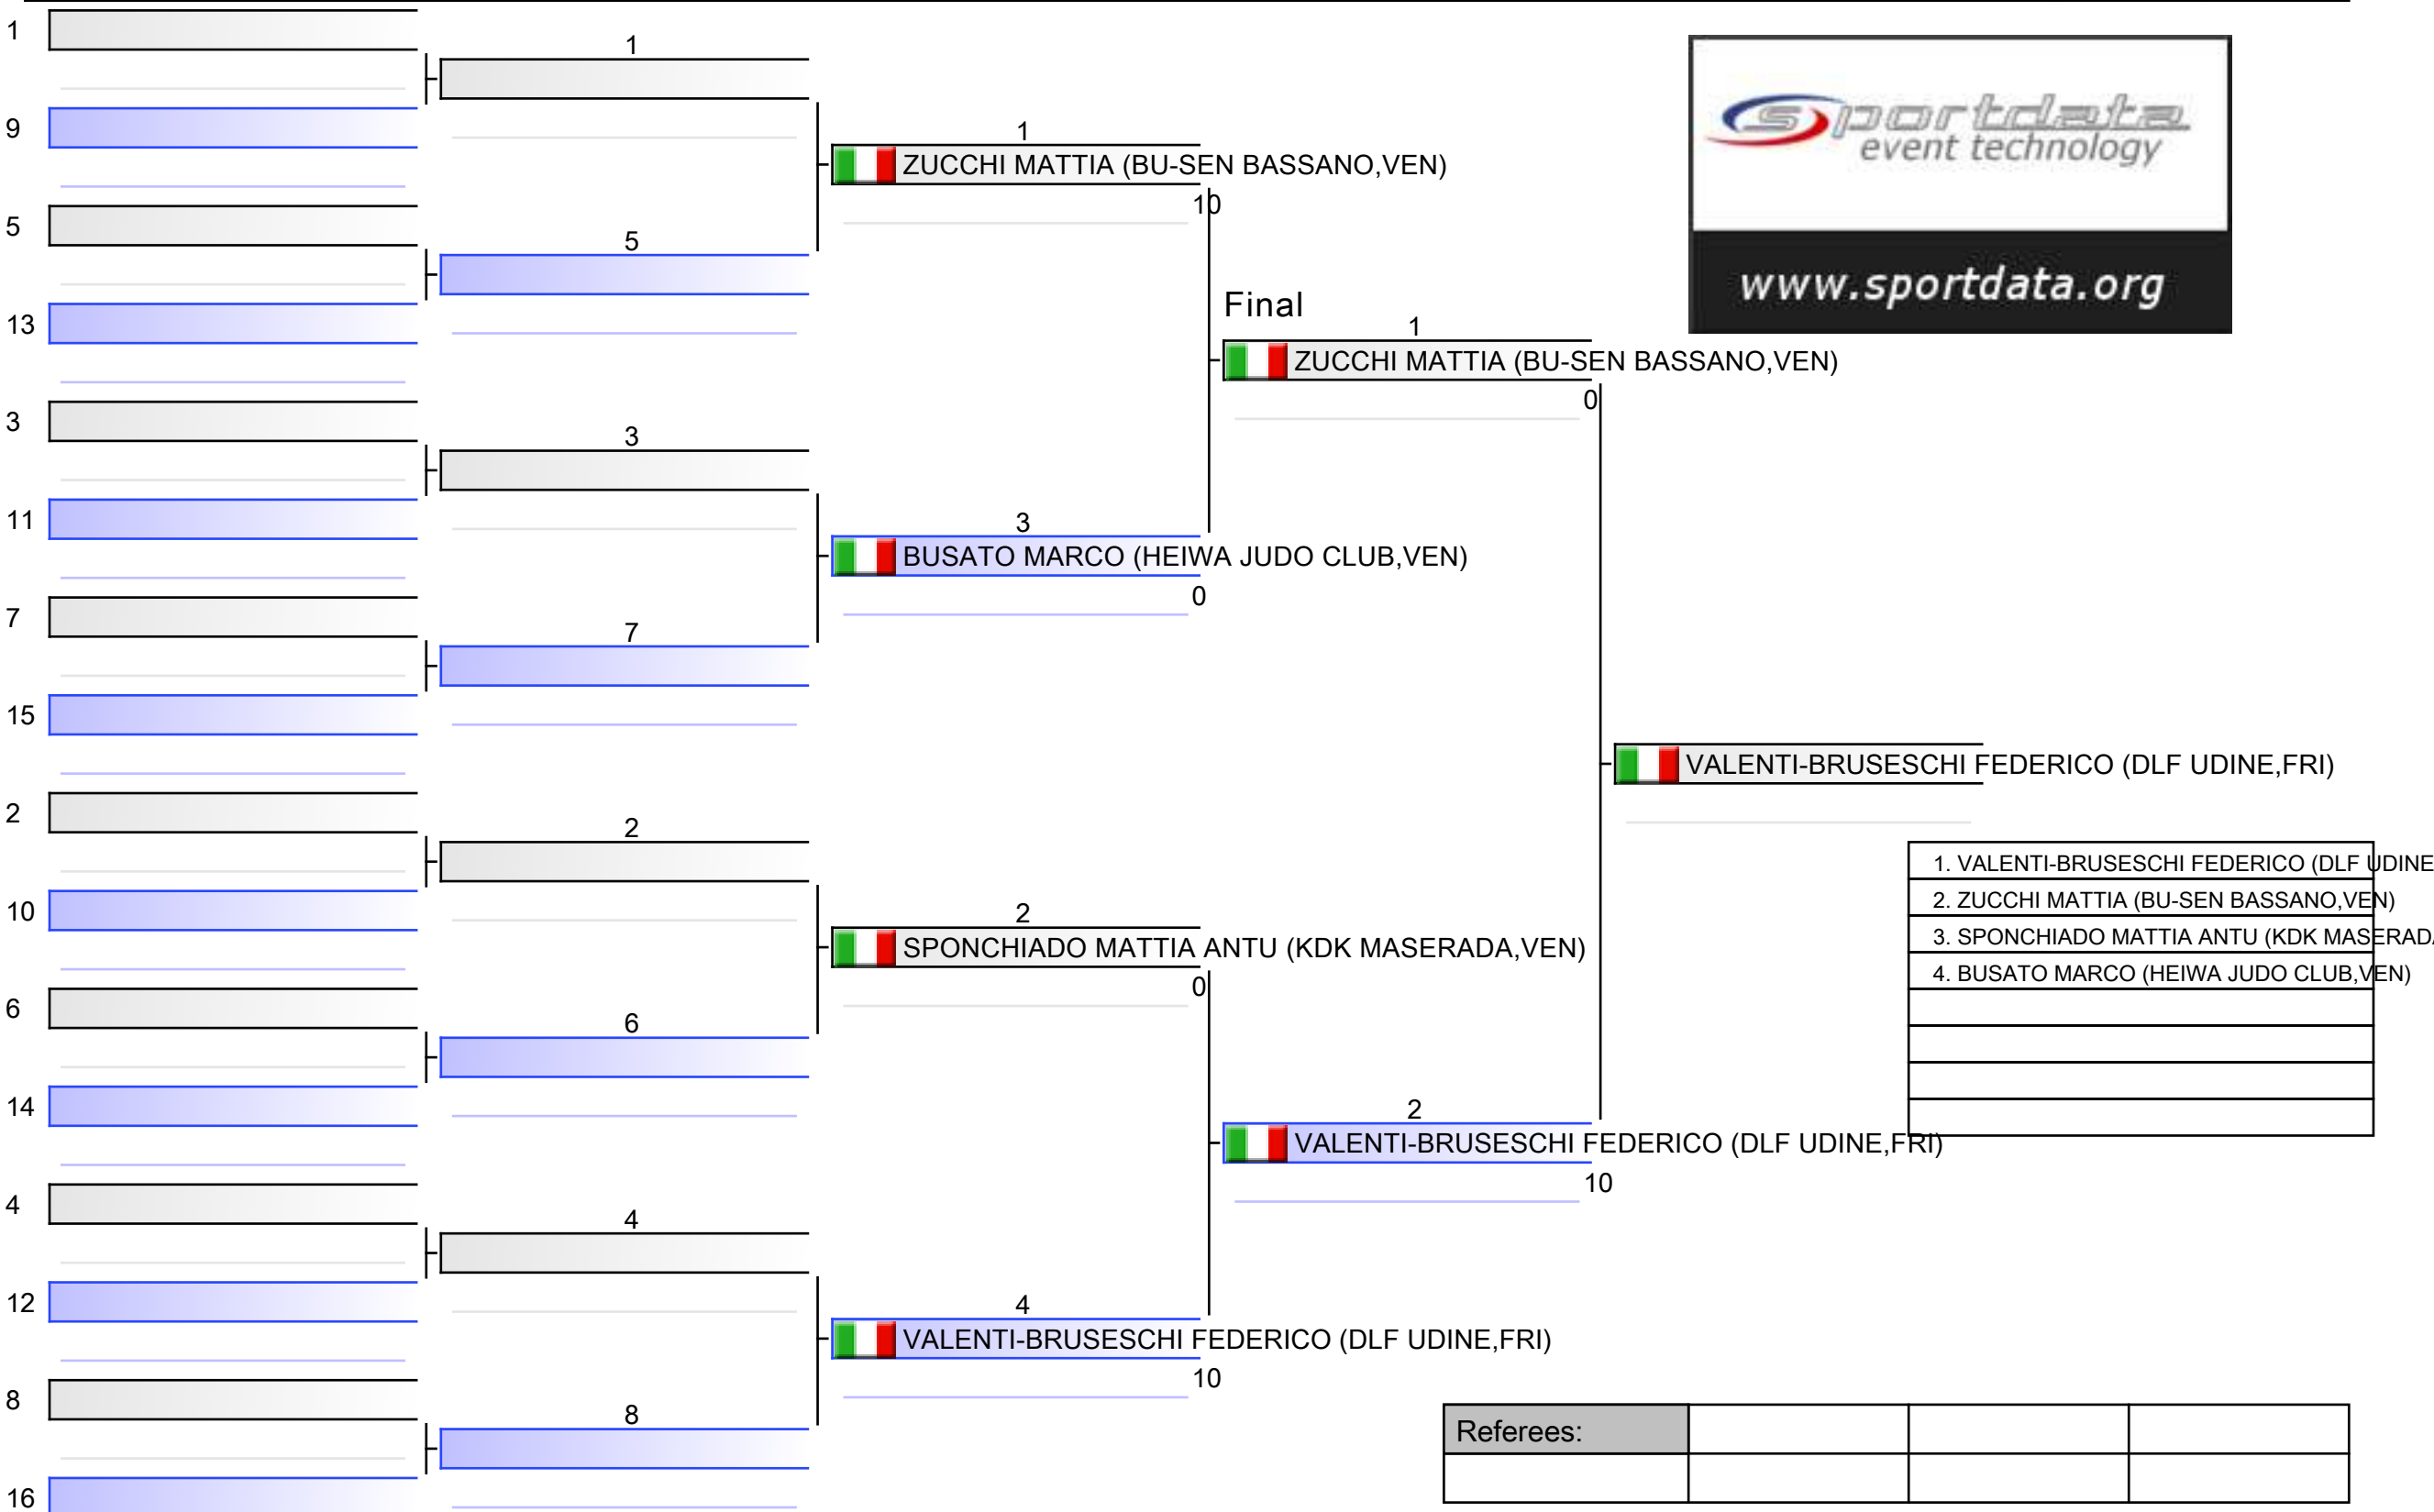 1
9
5
13
3
11
7
15
2
10
6
14
4
12
8
16
1
5
3
7
2
6
4
8
1
ZUCCHI MATTIA (BU-SEN BASSANO,VEN)
10
3
BUSATO MARCO (HEIWA JUDO CLUB,VEN)
0
2
SPONCHIADO MATTIA ANTU (KDK MASERADA,VEN)
0
4
VALENTI-BRUSESCHI FEDERICO (DLF UDINE,FRI)
10
Final
1
ZUCCHI MATTIA (BU-SEN BASSANO,VEN)
0
2
VALENTI-BRUSESCHI FEDERICO (DLF UDINE,FRI)
10
VALENTI-BRUSESCHI FEDERICO (DLF UDINE,FRI)
sportdata
event technology
www.sportdata.org
1. VALENTI-BRUSESCHI FEDERICO (DLF UDINE
2. ZUCCHI MATTIA (BU-SEN BASSANO,VEN)
3. SPONCHIADO MATTIA ANTU (KDK MASERADA
4. BUSATO MARCO (HEIWA JUDO CLUB,VEN)
Referees: